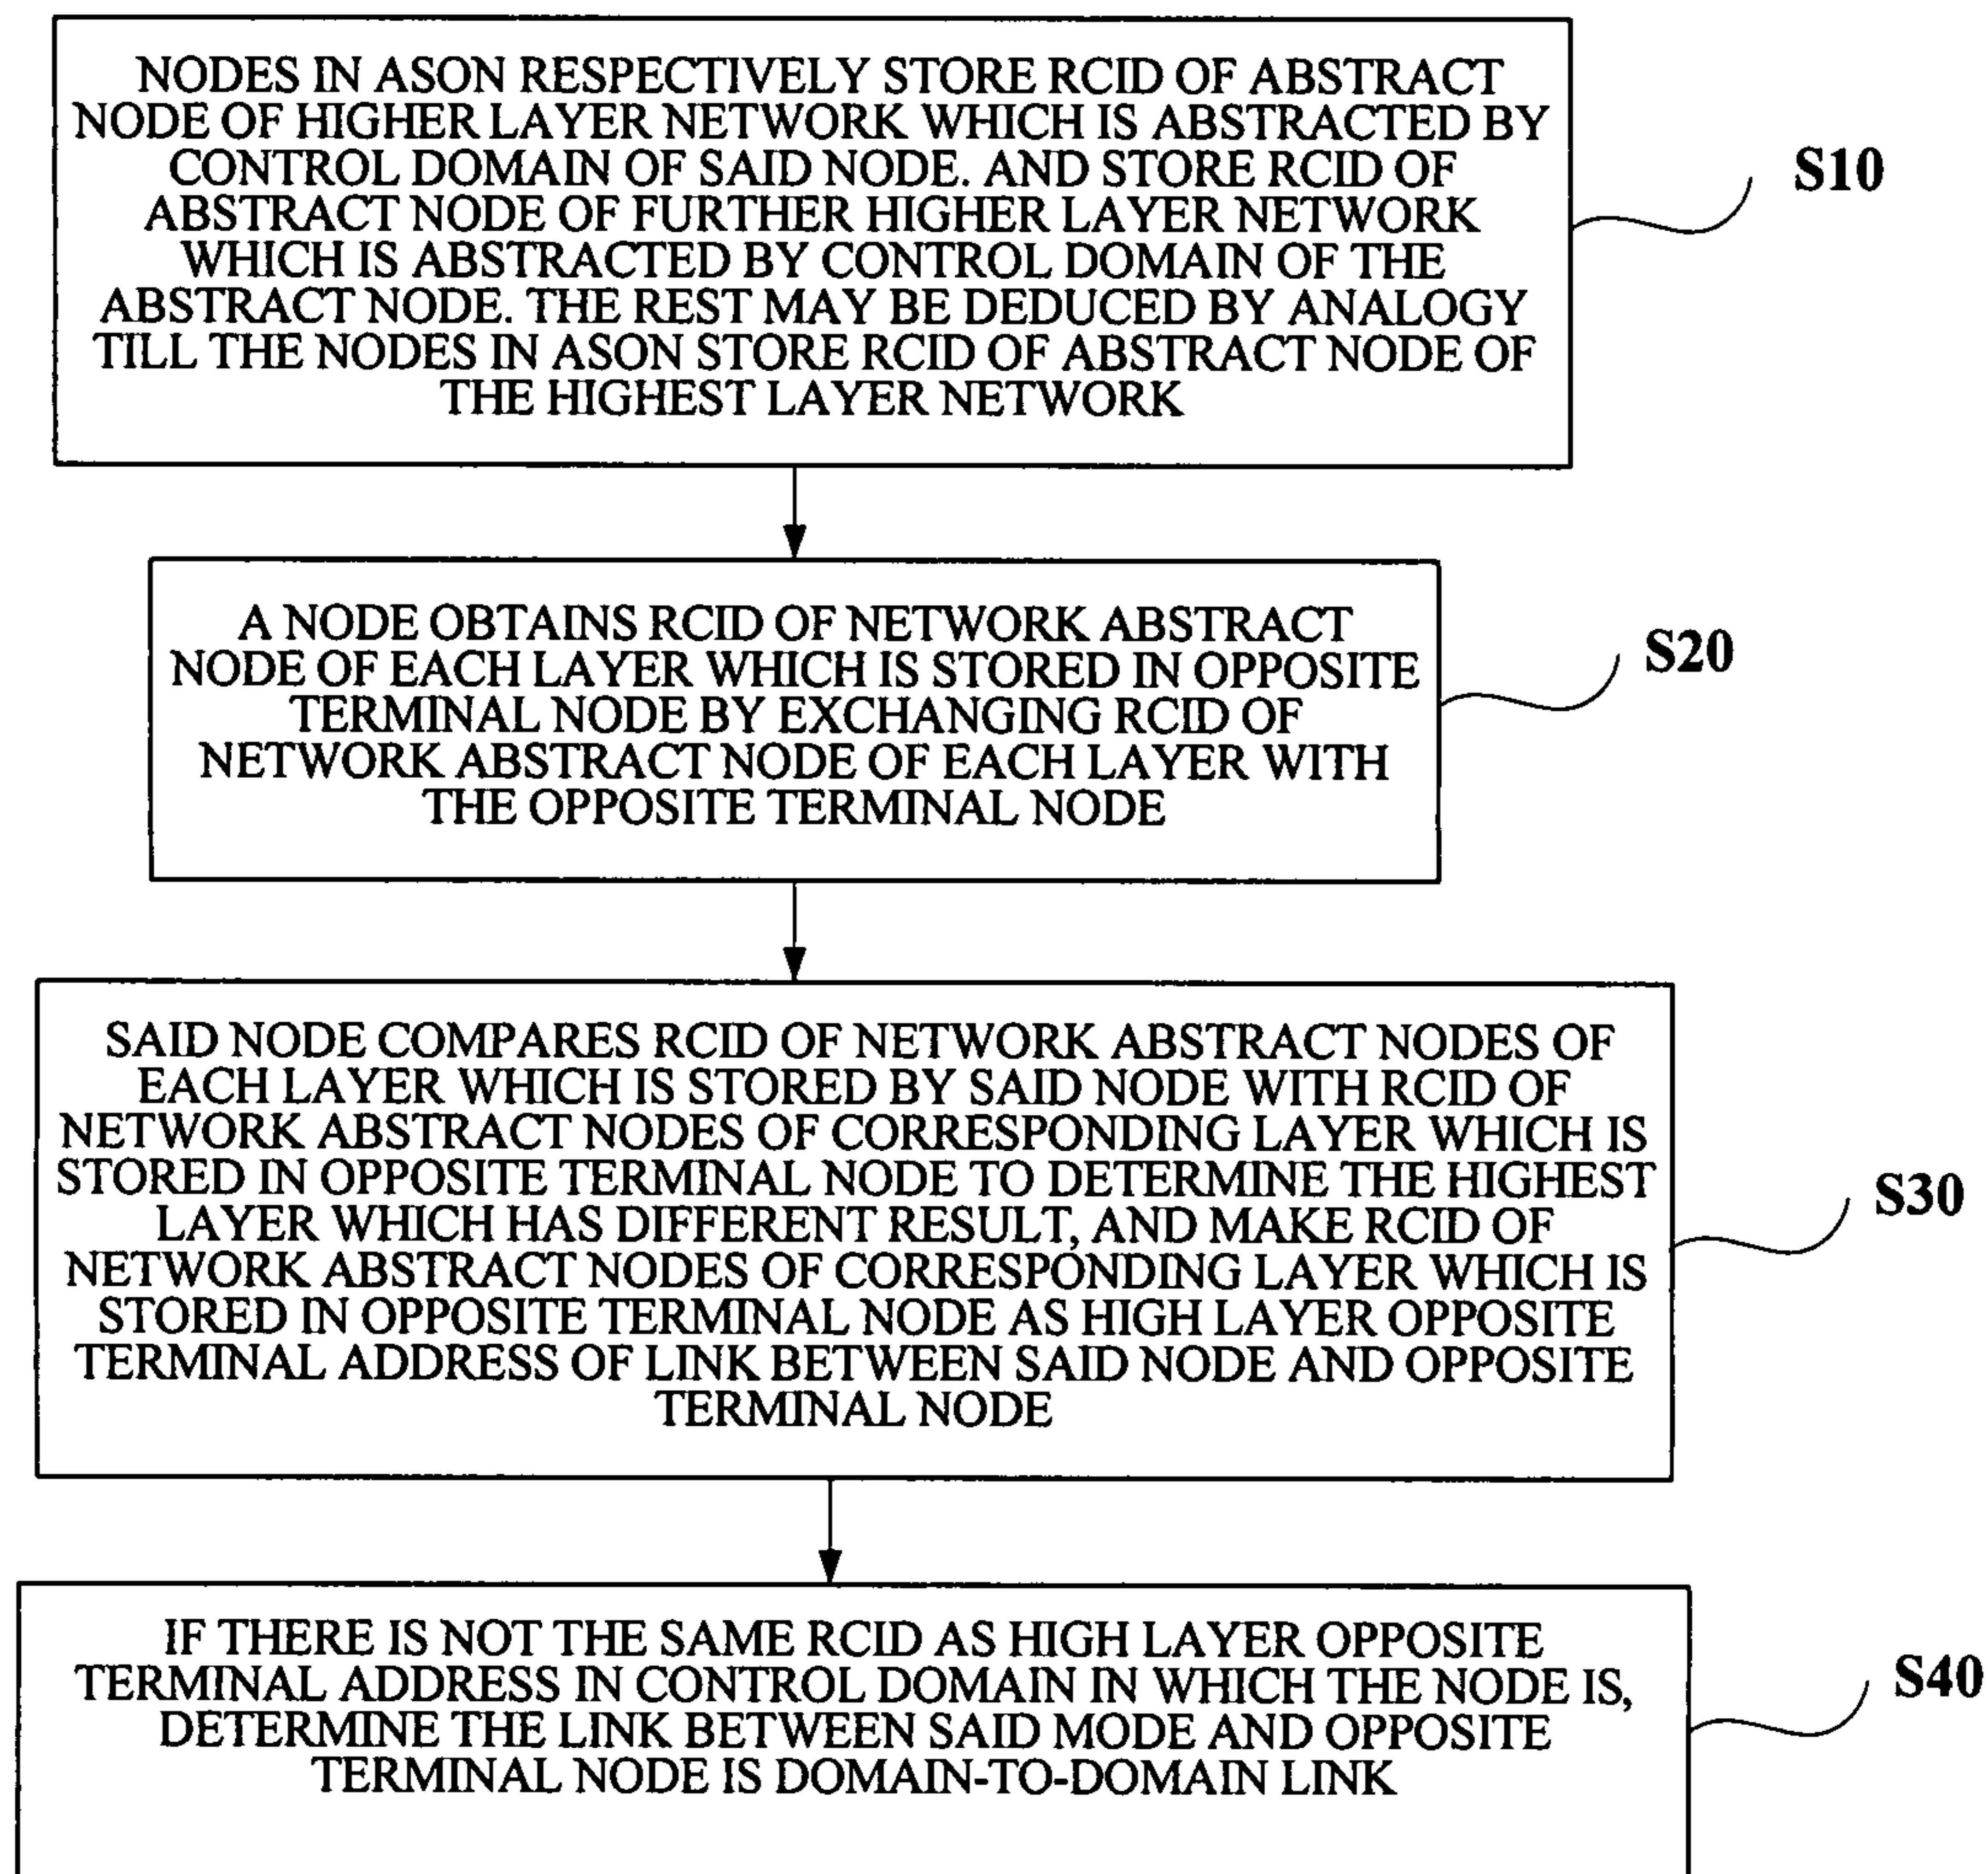 NODES IN ASON RESPECTIVELY STORE RCID OF ABSTRACT
NODE OF HIGHER LAYER NETWORK WHICH IS ABSTRACTED BY
CONTROL DOMAIN OF SAID NODE. AND STORE RCID OF
ABSTRACT NODE OF FURTHER HIGHER LAYER NETWORK
WHICH IS ABSTRACTED BY CONTROL DOMAIN OF THE
ABSTRACT NODE. THE REST MAY BE DEDUCED BY ANALOGY
TILL THE NODES IN ASON STORE RCID OF ABSTRACT NODE OF
THE HIGHEST LAYER NETWORK
S10
A NODE OBTAINS RCID OF NETWORK ABSTRACT
NODE OF EACH LAYER WHICH IS STORED IN OPPOSITE
TERMINAL NODE BY EXCHANGING RCID OF
NETWORK ABSTRACT NODE OF EACH LAYER WITH
THE OPPOSITE TERMINAL NODE
S20
SAID NODE COMPARES RCID OF NETWORK ABSTRACT NODES OF
EACH LAYER WHICH IS STORED BY SAID NODE WITH RCID OF
NETWORK ABSTRACT NODES OF CORRESPONDING LAYER WHICH IS
STORED IN OPPOSITE TERMINAL NODE TO DETERMINE THE HIGHEST
LAYER WHICH HAS DIFFERENT RESULT, AND MAKE RCID OF
NETWORK ABSTRACT NODES OF CORRESPONDING LAYER WHICH IS
STORED IN OPPOSITE TERMINAL NODE AS HIGH LAYER OPPOSITE
TERMINAL ADDRESS OF LINK BETWEEN SAID NODE AND OPPOSITE
TERMINAL NODE
S30
IF THERE IS NOT THE SAME RCID AS HIGH LAYER OPPOSITE
TERMINAL ADDRESS IN CONTROL DOMAIN IN WHICH THE NODE IS,
DETERMINE THE LINK BETWEEN SAID MODE AND OPPOSITE
TERMINAL NODE IS DOMAIN-TO-DOMAIN LINK
S40